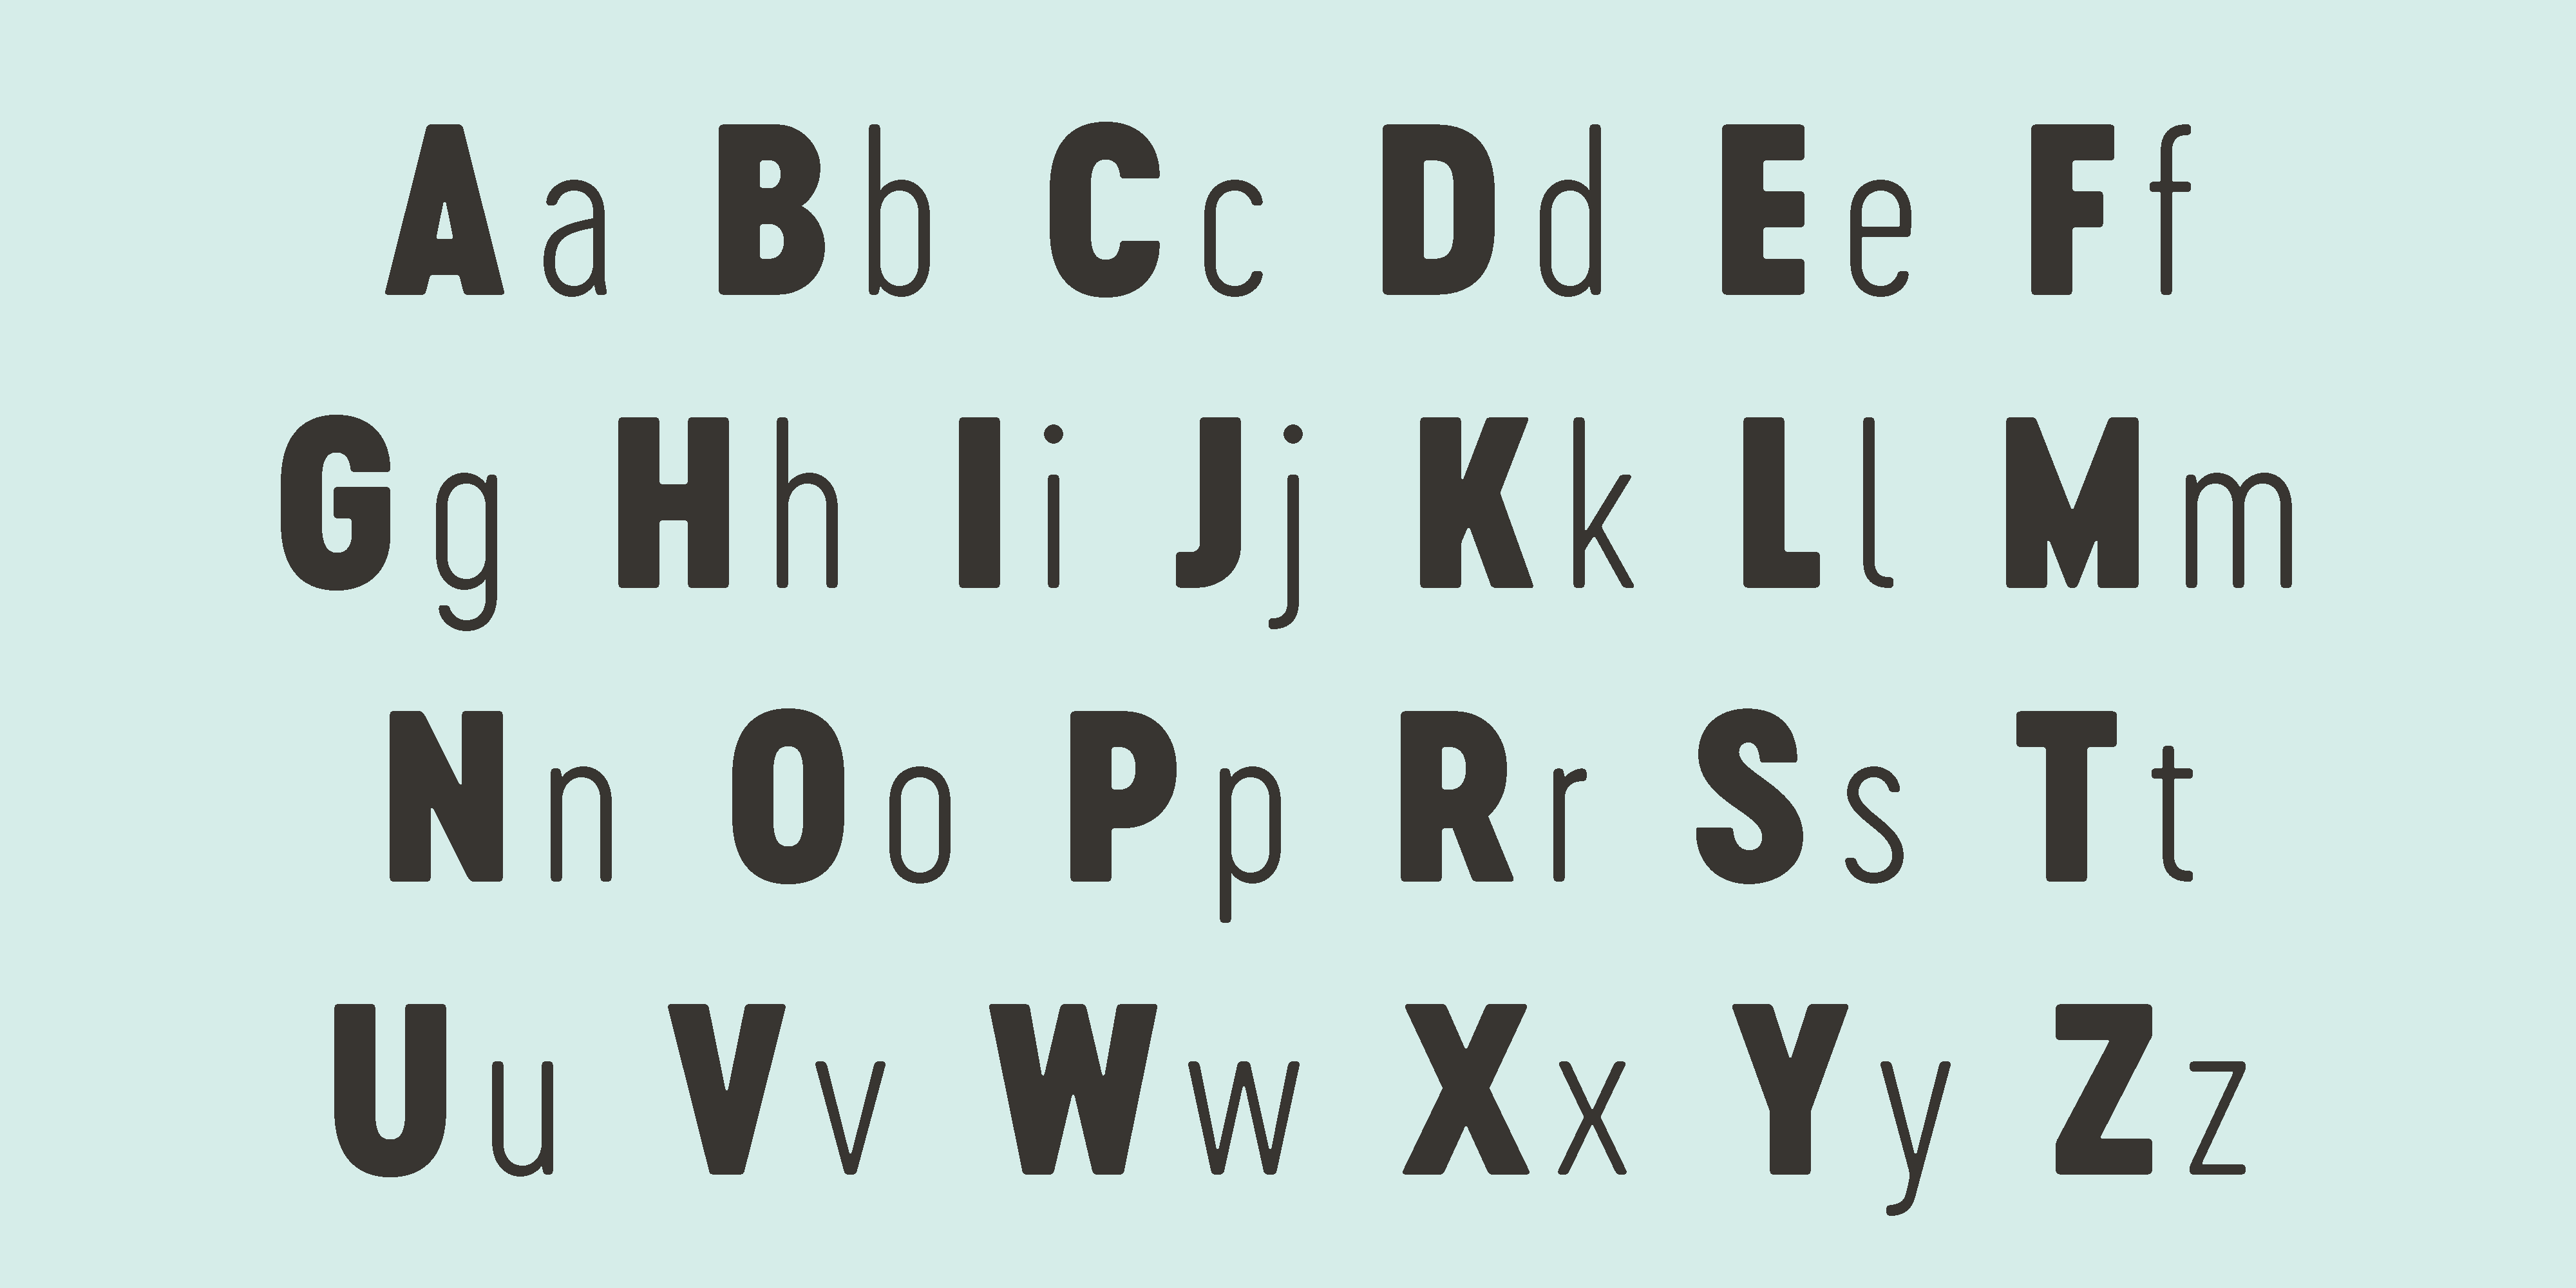 Aa Bb Cc Dd Ee Ff
Gg Hh Ii Jj Kk Ll Mm
Nn Oo Pp Rr Ss Tt
Uu Vv Ww Xx Yy Zz